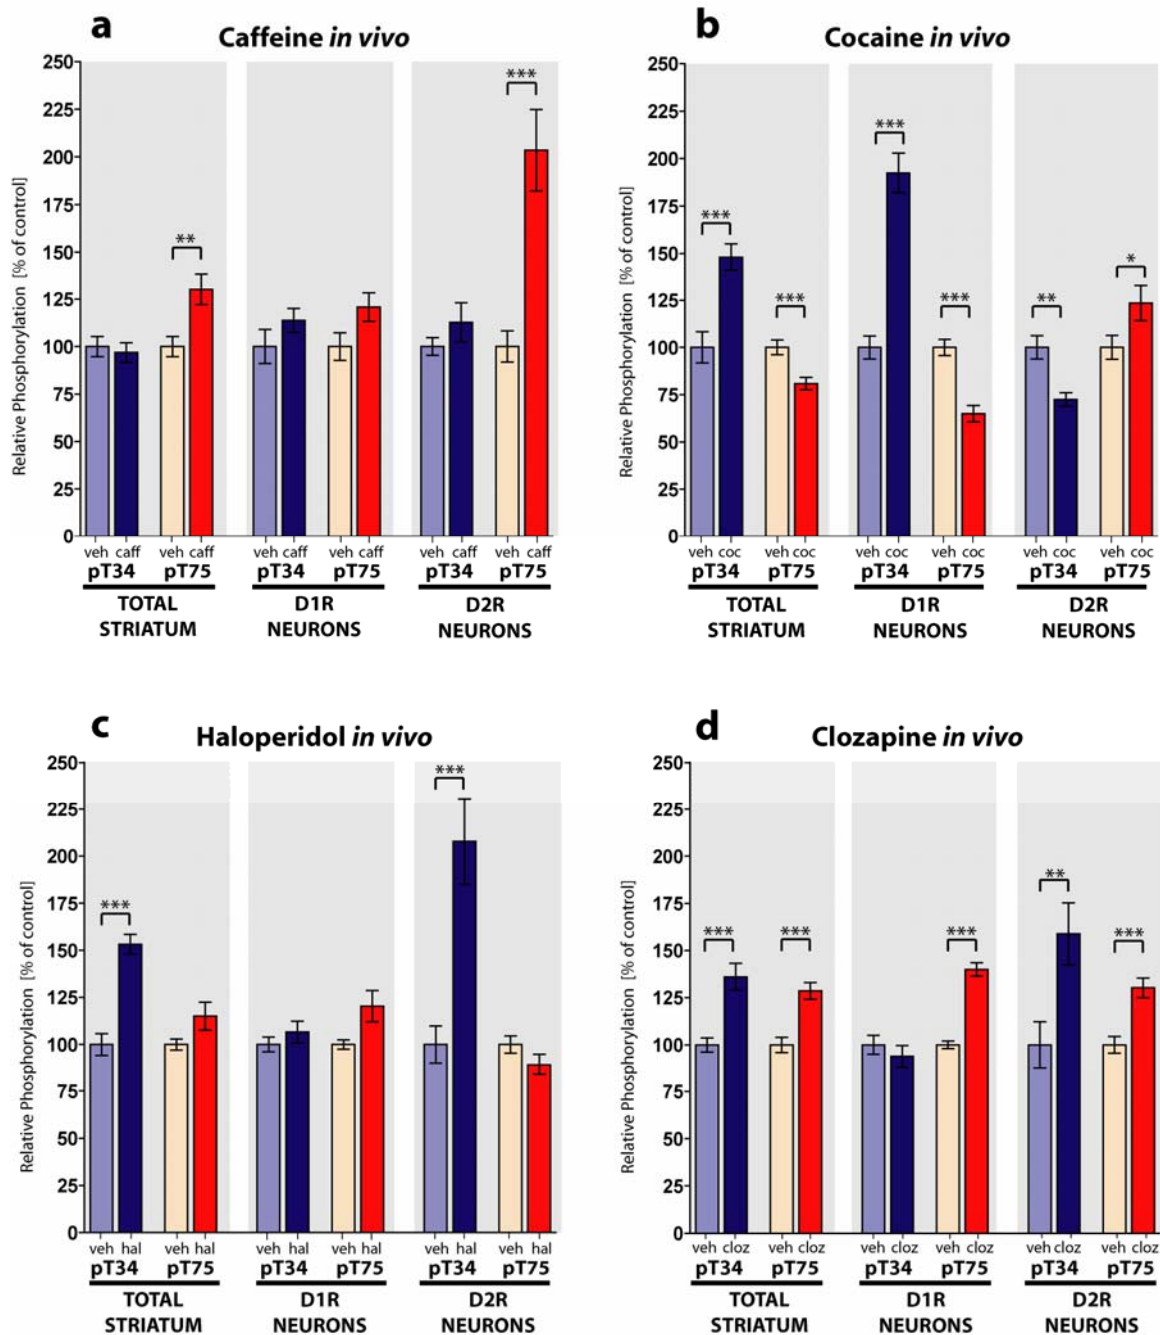 a
Caffeine in vivo
Relative Phosphorylation [% of control]
250
225
200
175
150
125
100
75
50
25
0
**
***
veh caff veh caff veh caff veh caff veh caff veh caff
pT34 pT75 pT34 pT75 pT34 pT75
TOTAL STRIATUM
D1R NEURONS
D2R NEURONS
b
Cocaine in vivo
Relative Phosphorylation [% of control]
250
225
200
175
150
125
100
75
50
25
0
***
***
***
***
**
*
veh coc veh coc veh coc veh coc veh coc veh coc
pT34 pT75 pT34 pT75 pT34 pT75
TOTAL STRIATUM
D1R NEURONS
D2R NEURONS
c
Haloperidol in vivo
Relative Phosphorylation [% of control]
250
225
200
175
150
125
100
75
50
25
0
***
***
veh hal veh hal veh hal veh hal veh hal veh hal
pT34 pT75 pT34 pT75 pT34 pT75
TOTAL STRIATUM
D1R NEURONS
D2R NEURONS
d
Clozapine in vivo
Relative Phosphorylation [% of control]
250
225
200
175
150
125
100
75
50
25
0
***
***
***
**
***
veh cloz veh cloz veh cloz veh cloz veh cloz veh cloz
pT34 pT75 pT34 pT75 pT34 pT75
TOTAL STRIATUM
D1R NEURONS
D2R NEURONS